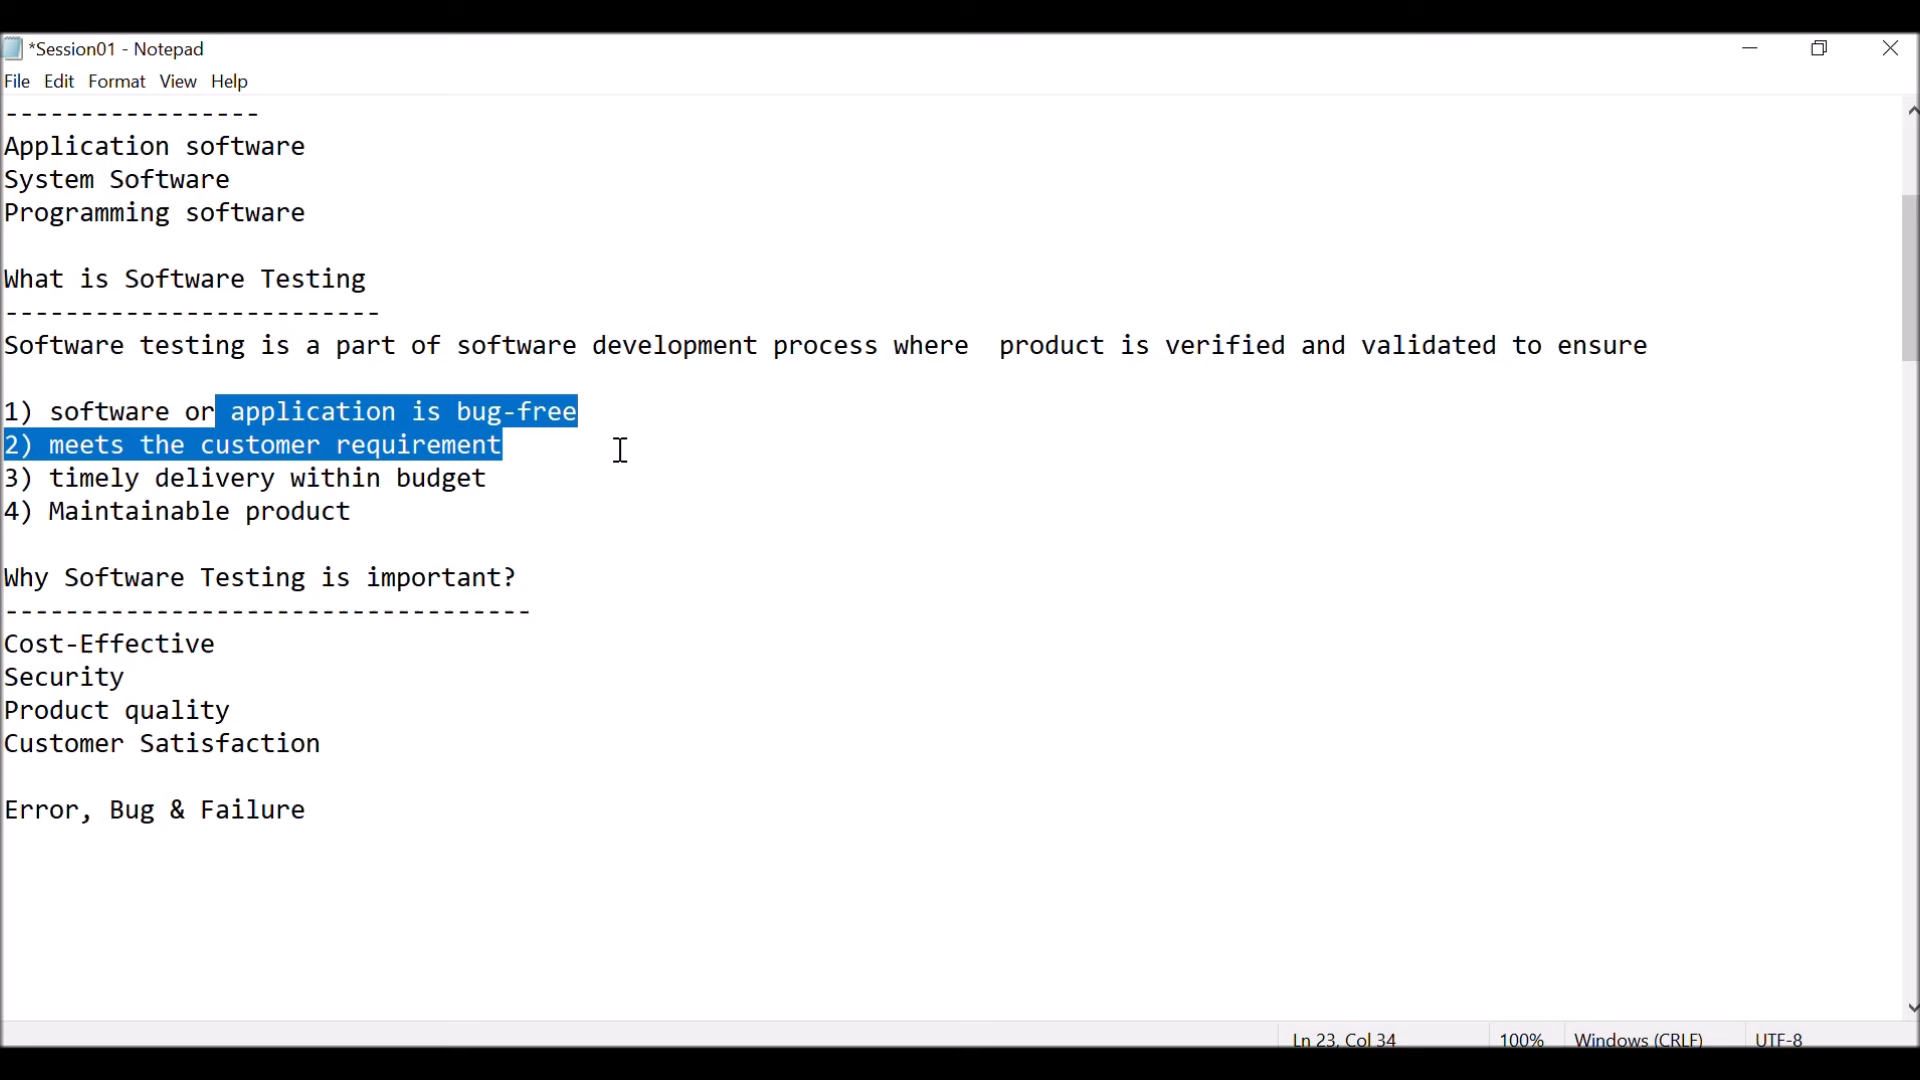 *Session01 - Notepad
File Edit Format View Help
-----------------
Application software
System Software
Programming software
What is Software Testing
-------------------------
Software testing is a part of software development process where  product is verified and validated to ensure
1) software or application is bug-free
2) meets the customer requirement
3) timely delivery within budget
4) Maintainable product
Why Software Testing is important?
-----------------------------------
Cost-Effective
Security
Product quality
Customer Satisfaction
Error, Bug & Failure
Ln 23, Col 34 100% Windows (CRLF) UTF-8